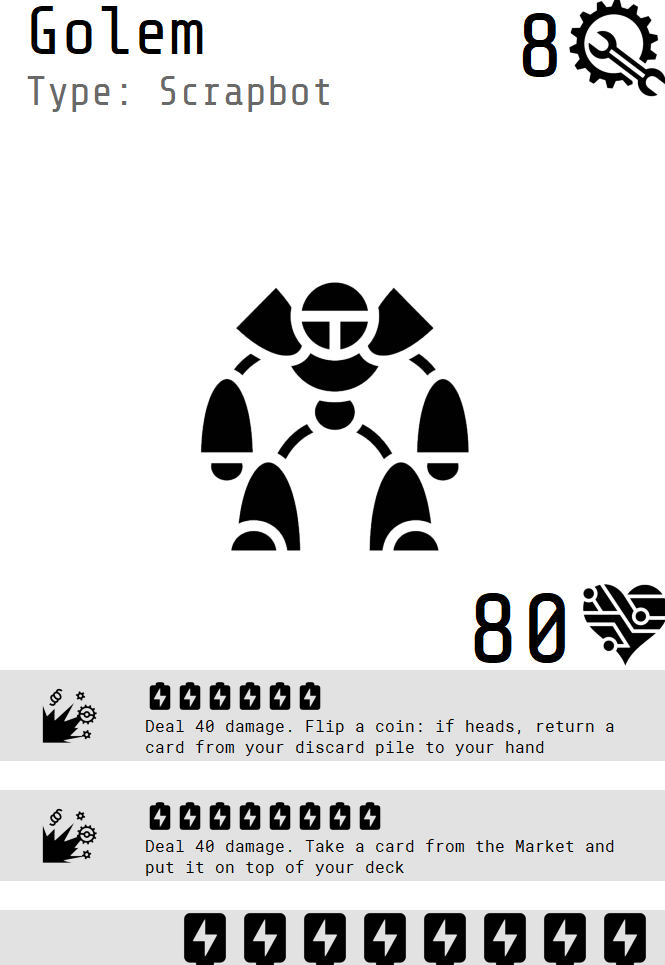 Golem
8
Type: Scrapbot
80
Deal 40 damage. Flip a coin: if heads, return a
card from your discard pile to your hand
Deal 40 damage. Take a card from the Market and
put it on top of your deck